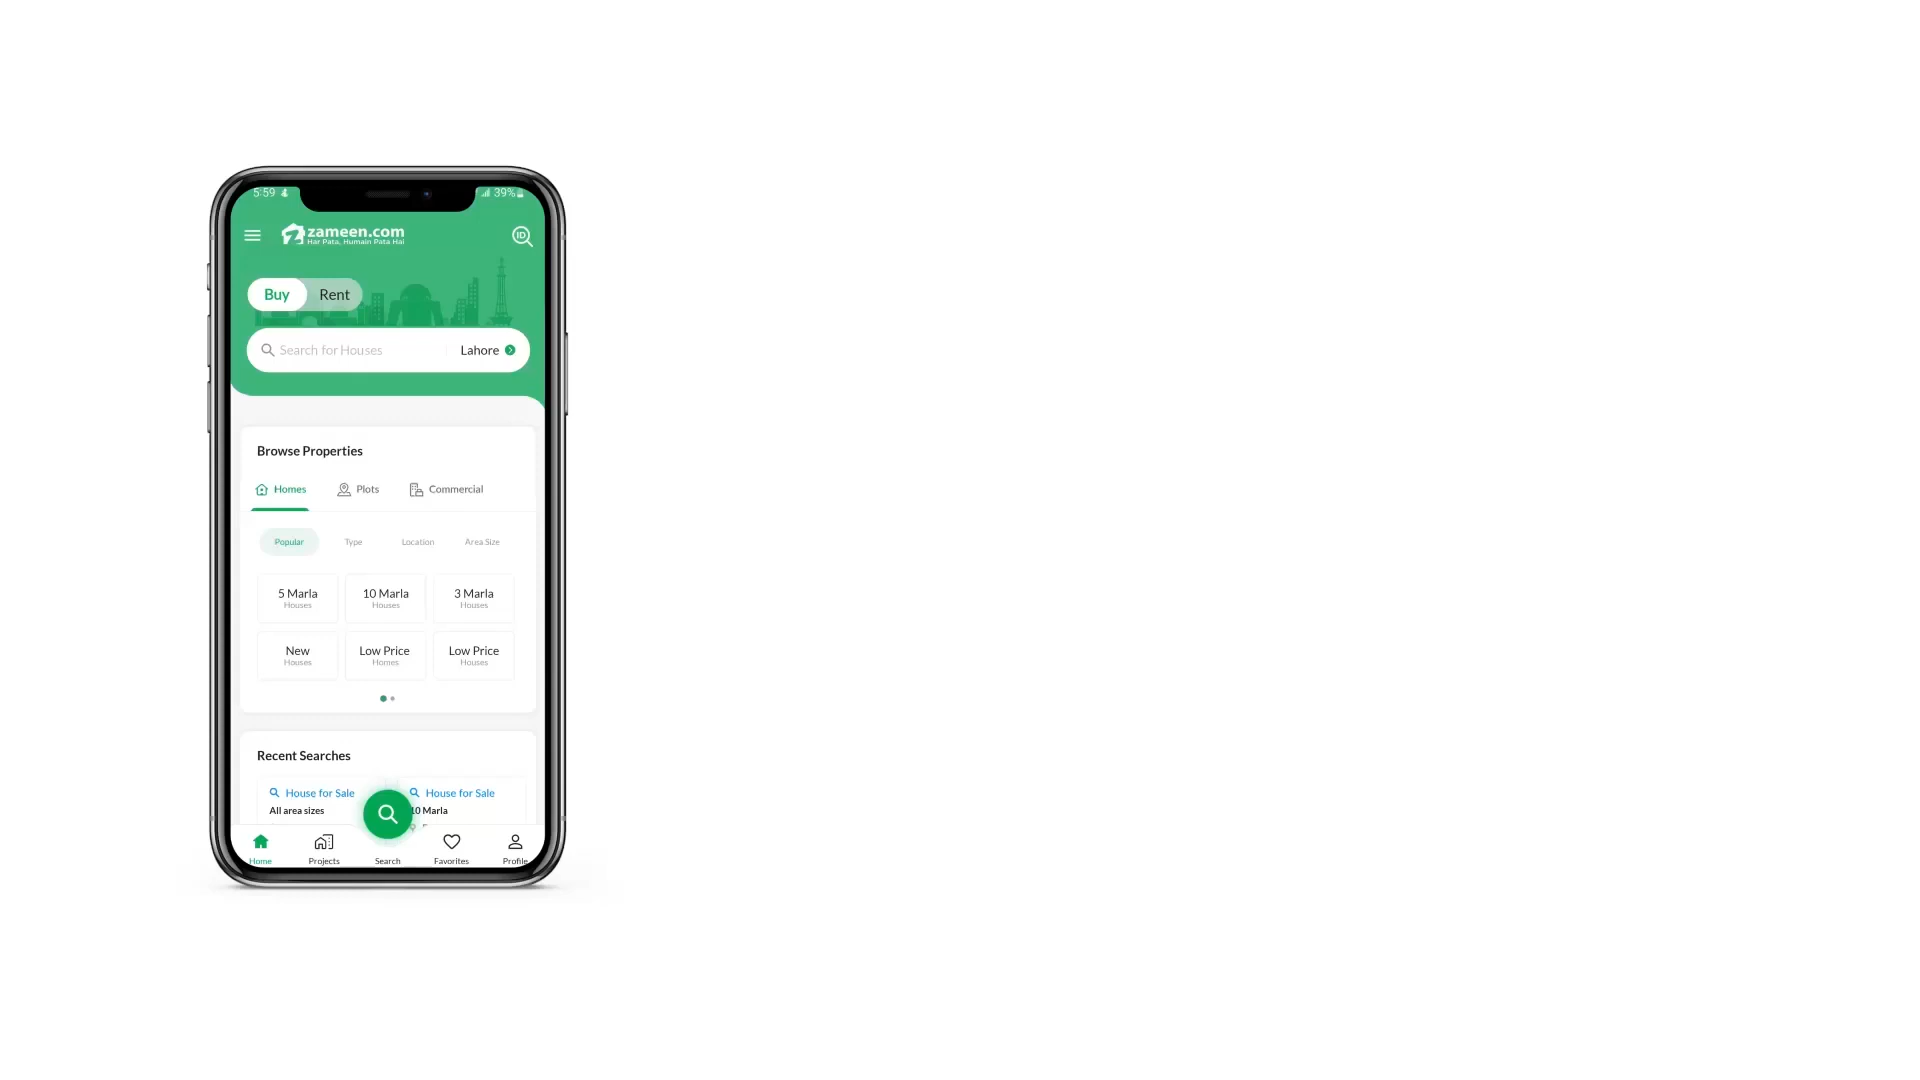 5:59
39%
zameen.com
Har Pata, Humain Pata Hai
ID
Buy
Rent
Search for Houses
Lahore
Browse Properties
Homes
Plots
Commercial
Popular
Type
Location
Area Size
5 Marla
Houses
10 Marla
Houses
3 Marla
Houses
New
Houses
Low Price
Homes
Low Price
Houses
Recent Searches
House for Sale
All area sizes
House for Sale
10 Marla
Home
Projects
Search
Favorites
Profile